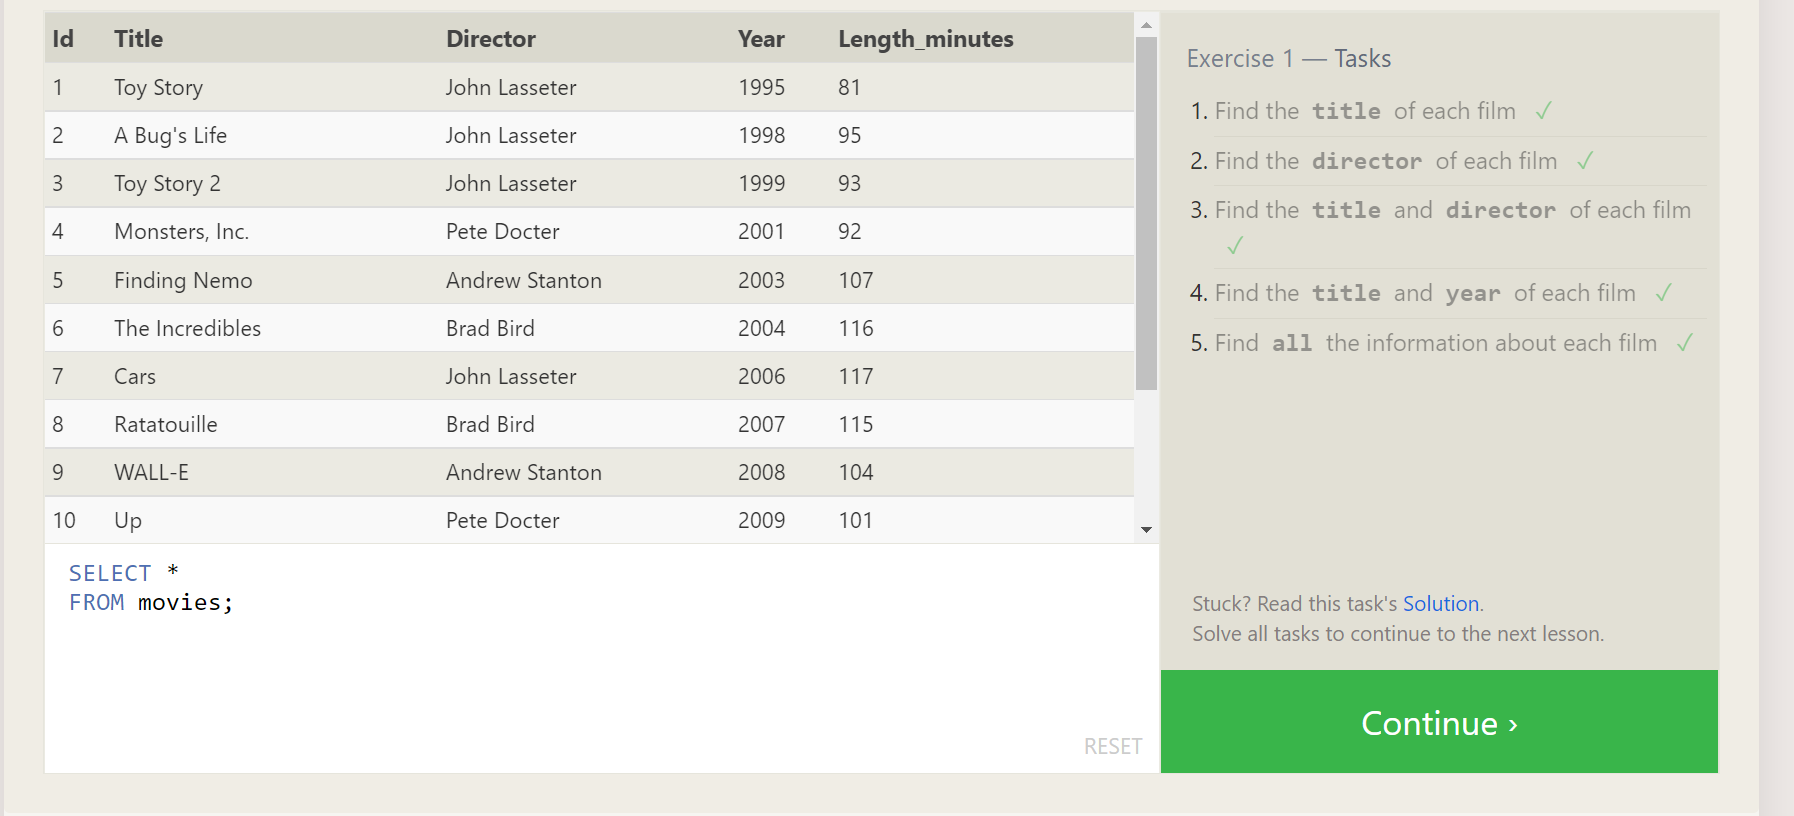 Id Title Director Year Length_minutes
1 Toy Story John Lasseter 1995 81
2 A Bug's Life John Lasseter 1998 95
3 Toy Story 2 John Lasseter 1999 93
4 Monsters, Inc. Pete Docter 2001 92
5 Finding Nemo Andrew Stanton 2003 107
6 The Incredibles Brad Bird 2004 116
7 Cars John Lasseter 2006 117
8 Ratatouille Brad Bird 2007 115
9 WALL-E Andrew Stanton 2008 104
10 Up Pete Docter 2009 101
SELECT *
FROM movies;
RESET
Exercise 1 — Tasks
1. Find the title of each film ✓
2. Find the director of each film ✓
3. Find the title and director of each film
✓
4. Find the title and year of each film ✓
5. Find all the information about each film ✓
Stuck? Read this task's Solution.
Solve all tasks to continue to the next lesson.
Continue ›